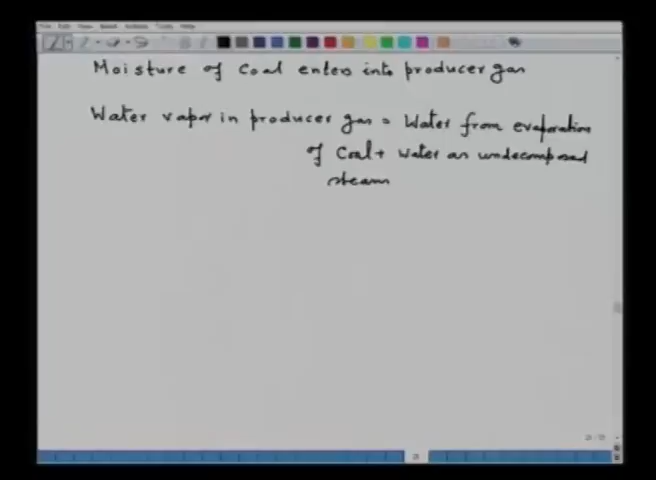 Moisture of Coal enters into producer gas
Water vapor in producer gas = Water from evaporation
of Coal + Water as undecomposed
steam